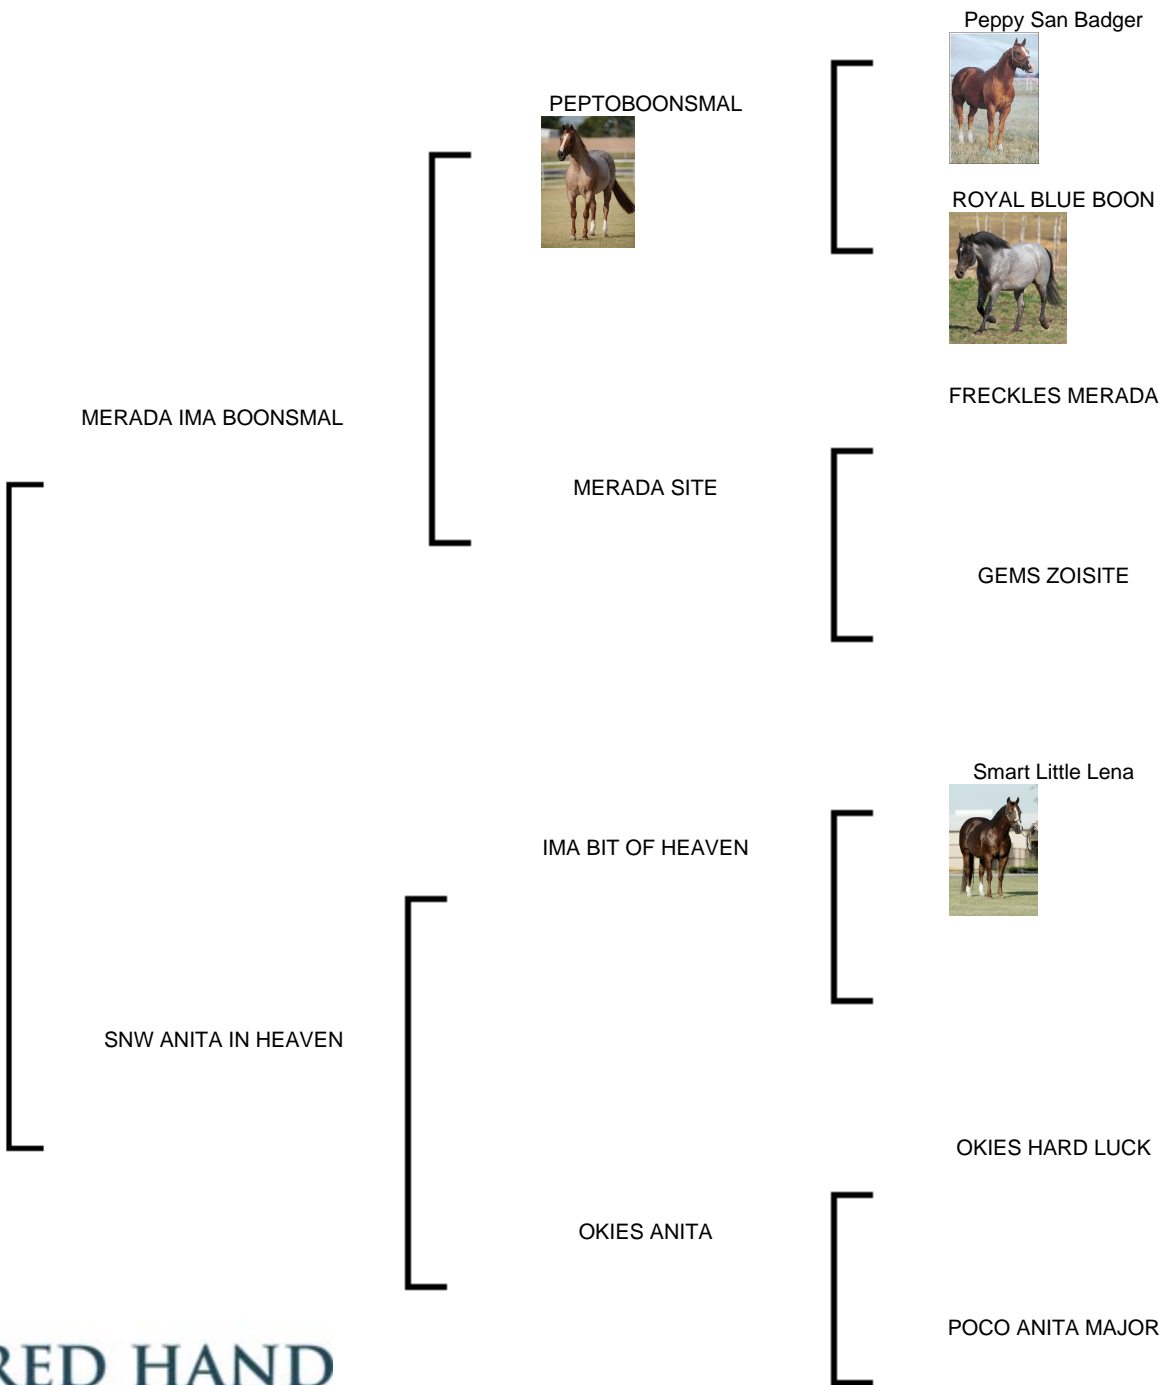 Peppy San Badger
PEPTOBOONSMAL
ROYAL BLUE BOON
FRECKLES MERADA
MERADA IMA BOONSMAL
MERADA SITE
GEMS ZOISITE
Smart Little Lena
IMA BIT OF HEAVEN
SNW ANITA IN HEAVEN
OKIES HARD LUCK
OKIES ANITA
POCO ANITA MAJOR
RED HAND